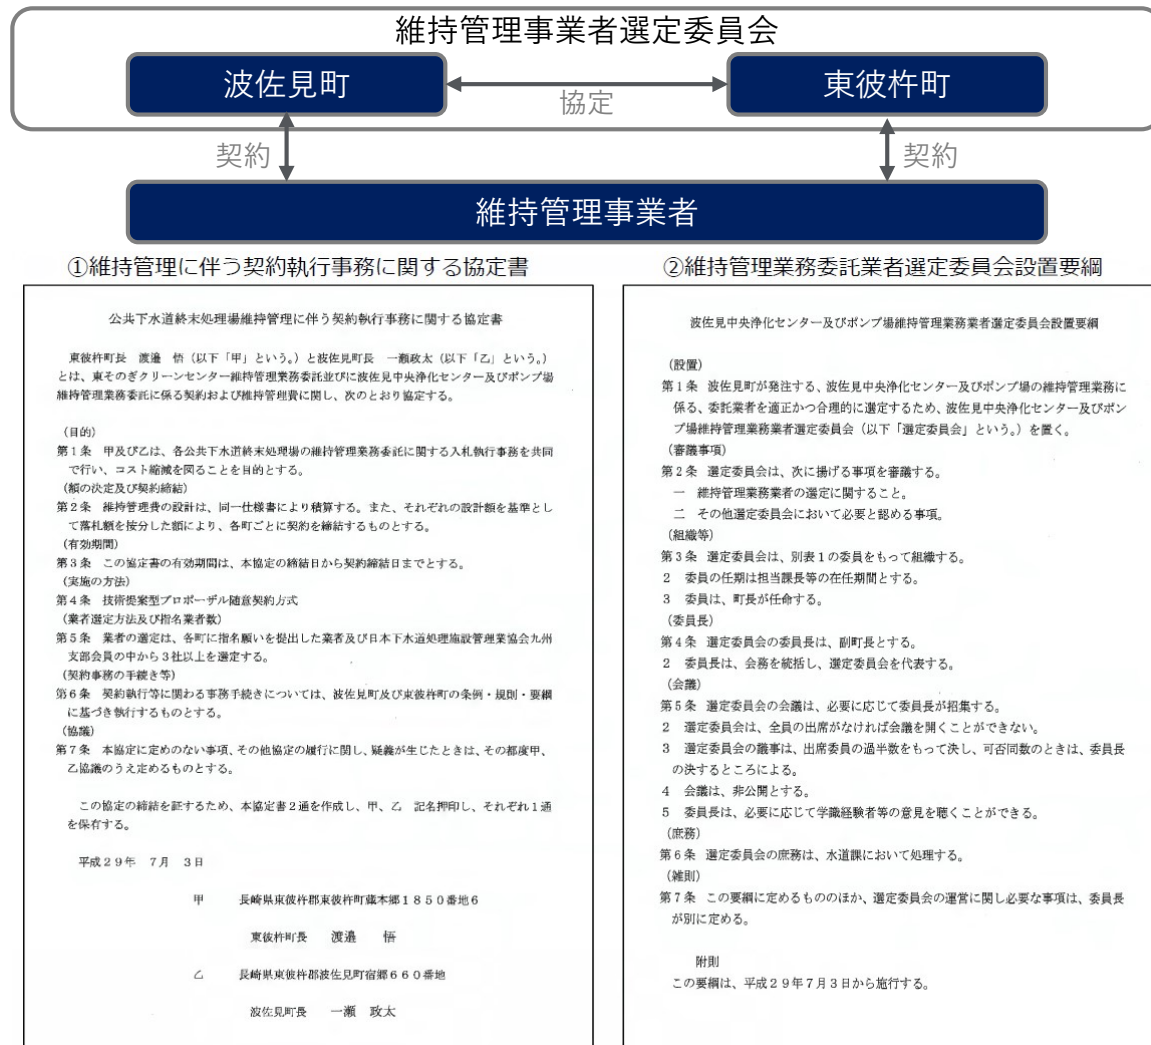 維持管理事業者選定委員会
波佐見町
東彼杵町
協定
契約
契約
維持管理事業者
①維持管理に伴う契約執行事務に関する協定書
公共下水道終末処理場維持管理に伴う契約執行事務に関する協定書
東彼杵町長 渡邉 悟（以下「甲」という。）と波佐見町長 一瀬政太（以下「乙」という。）
とは、東そのぎクリーンセンター維持管理業務委託並びに波佐見中央浄化センター及びポンプ場
維持管理業務委託に係る契約および維持管理費に関し、次のとおり協定する。
（目的）
第１条 甲及び乙は、各公共下水道終末処理場の維持管理業務委託に関する入札執行事務を共同
で行い、コスト縮減を図ることを目的とする。
（額の決定及び契約締結）
第２条 維持管理費の設計は、同一仕様書により積算する。また、それぞれの設計額を基準とし
て落札額を按分した額により、各町ごとに契約を締結するものとする。
（有効期間）
第３条 この協定書の有効期間は、本協定の締結日から契約締結日までとする。
（実施の方法）
第４条 技術提案型プロポーザル随意契約方式
（業者選定方法及び指名業者数）
第５条 業者の選定は、各町に指名願いを提出した業者及び日本下水道処理施設管理業協会九州
支部会員の中から３社以上を選定する。
（契約事務の手続き等）
第６条 契約執行等に関わる事務手続きについては、波佐見町及び東彼杵町の条例・規則・要綱
に基づき執行するものとする。
（協議）
第７条 本協定に定めのない事項、その他協定の履行に関し、疑義が生じたときは、その都度甲、
乙協議のうえ定めるものとする。
この協定の締結を証するため、本協定書２通を作成し、甲、乙 記名押印し、それぞれ１通
を保有する。
平成２９年 ７月 ３日
甲 長崎県東彼杵郡東彼杵町蔵本郷１８５０番地６
東彼杵町長 渡邉 悟
乙 長崎県東彼杵郡波佐見町宿郷６６０番地
波佐見町長 一瀬 政太
②維持管理業務委託業者選定委員会設置要綱
波佐見中央浄化センター及びポンプ場維持管理業務業者選定委員会設置要綱
（設置）
第１条 波佐見町が発注する、波佐見中央浄化センター及びポンプ場の維持管理業務に
係る、委託業者を適正かつ合理的に選定するため、波佐見中央浄化センター及びポン
プ場維持管理業務業者選定委員会（以下「選定委員会」という。）を置く。
（審議事項）
第２条 選定委員会は、次に揚げる事項を審議する。
一 維持管理業務業者の選定に関すること。
二 その他選定委員会において必要と認める事項。
（組織等）
第３条 選定委員会は、別表１の委員をもって組織する。
２ 委員の任期は担当課長等の在任期間とする。
３ 委員は、町長が任命する。
（委員長）
第４条 選定委員会の委員長は、副町長とする。
２ 委員長は、会務を統括し、選定委員会を代表する。
（会議）
第５条 選定委員会の会議は、必要に応じて委員長が招集する。
２ 選定委員会は、全員の出席がなければ会議を開くことができない。
３ 選定委員会の議事は、出席委員の過半数をもって決し、可否同数のときは、委員長
の決するところによる。
４ 会議は、非公開とする。
５ 委員長は、必要に応じて学識経験者等の意見を聴くことができる。
（庶務）
第６条 選定委員会の庶務は、水道課において処理する。
（雑則）
第７条 この要綱に定めるもののほか、選定委員会の運営に関し必要な事項は、委員長
が別に定める。
附則
この要綱は、平成２９年７月３日から施行する。